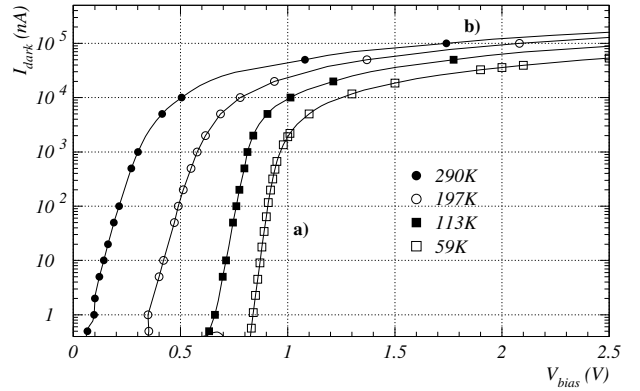 I_dark (nA)
10^5
10^4
10^3
10^2
10
1
b)
a)
290K
197K
113K
59K
0 0.5 1 1.5 2 2.5
V_bias (V)